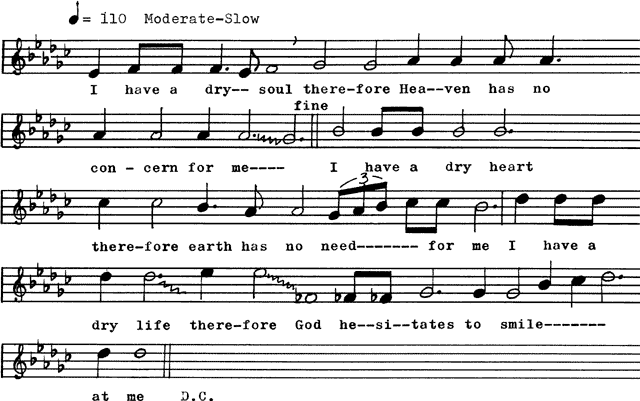 = 110 Moderate-Slow
I have a dry-- soul there-fore Hea--ven has no
fine
con - cern for me---- I have a dry heart
3
there-fore earth has no need------- for me I have a
dry life there-fore God he--si--tates to smile-------
at me D.C.